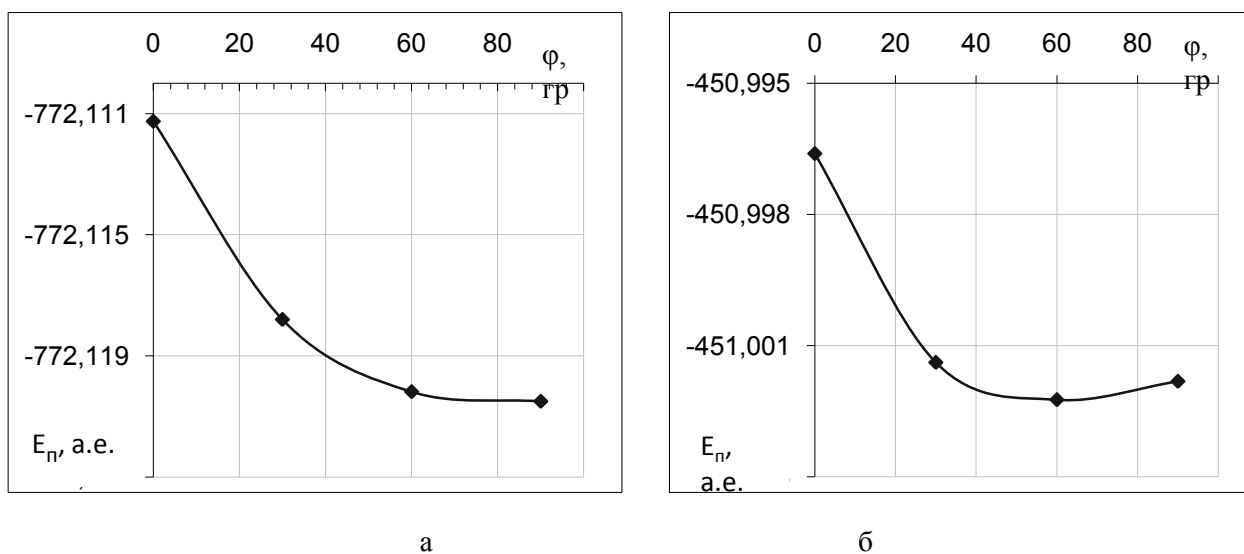 0 20 40 60 80 φ,
гр
-772,111
-772,115
-772,119
Eп, а.е.
0 20 40 60 80 φ,
гр
-450,995
-450,998
-451,001
Eп,
а.е.
а б